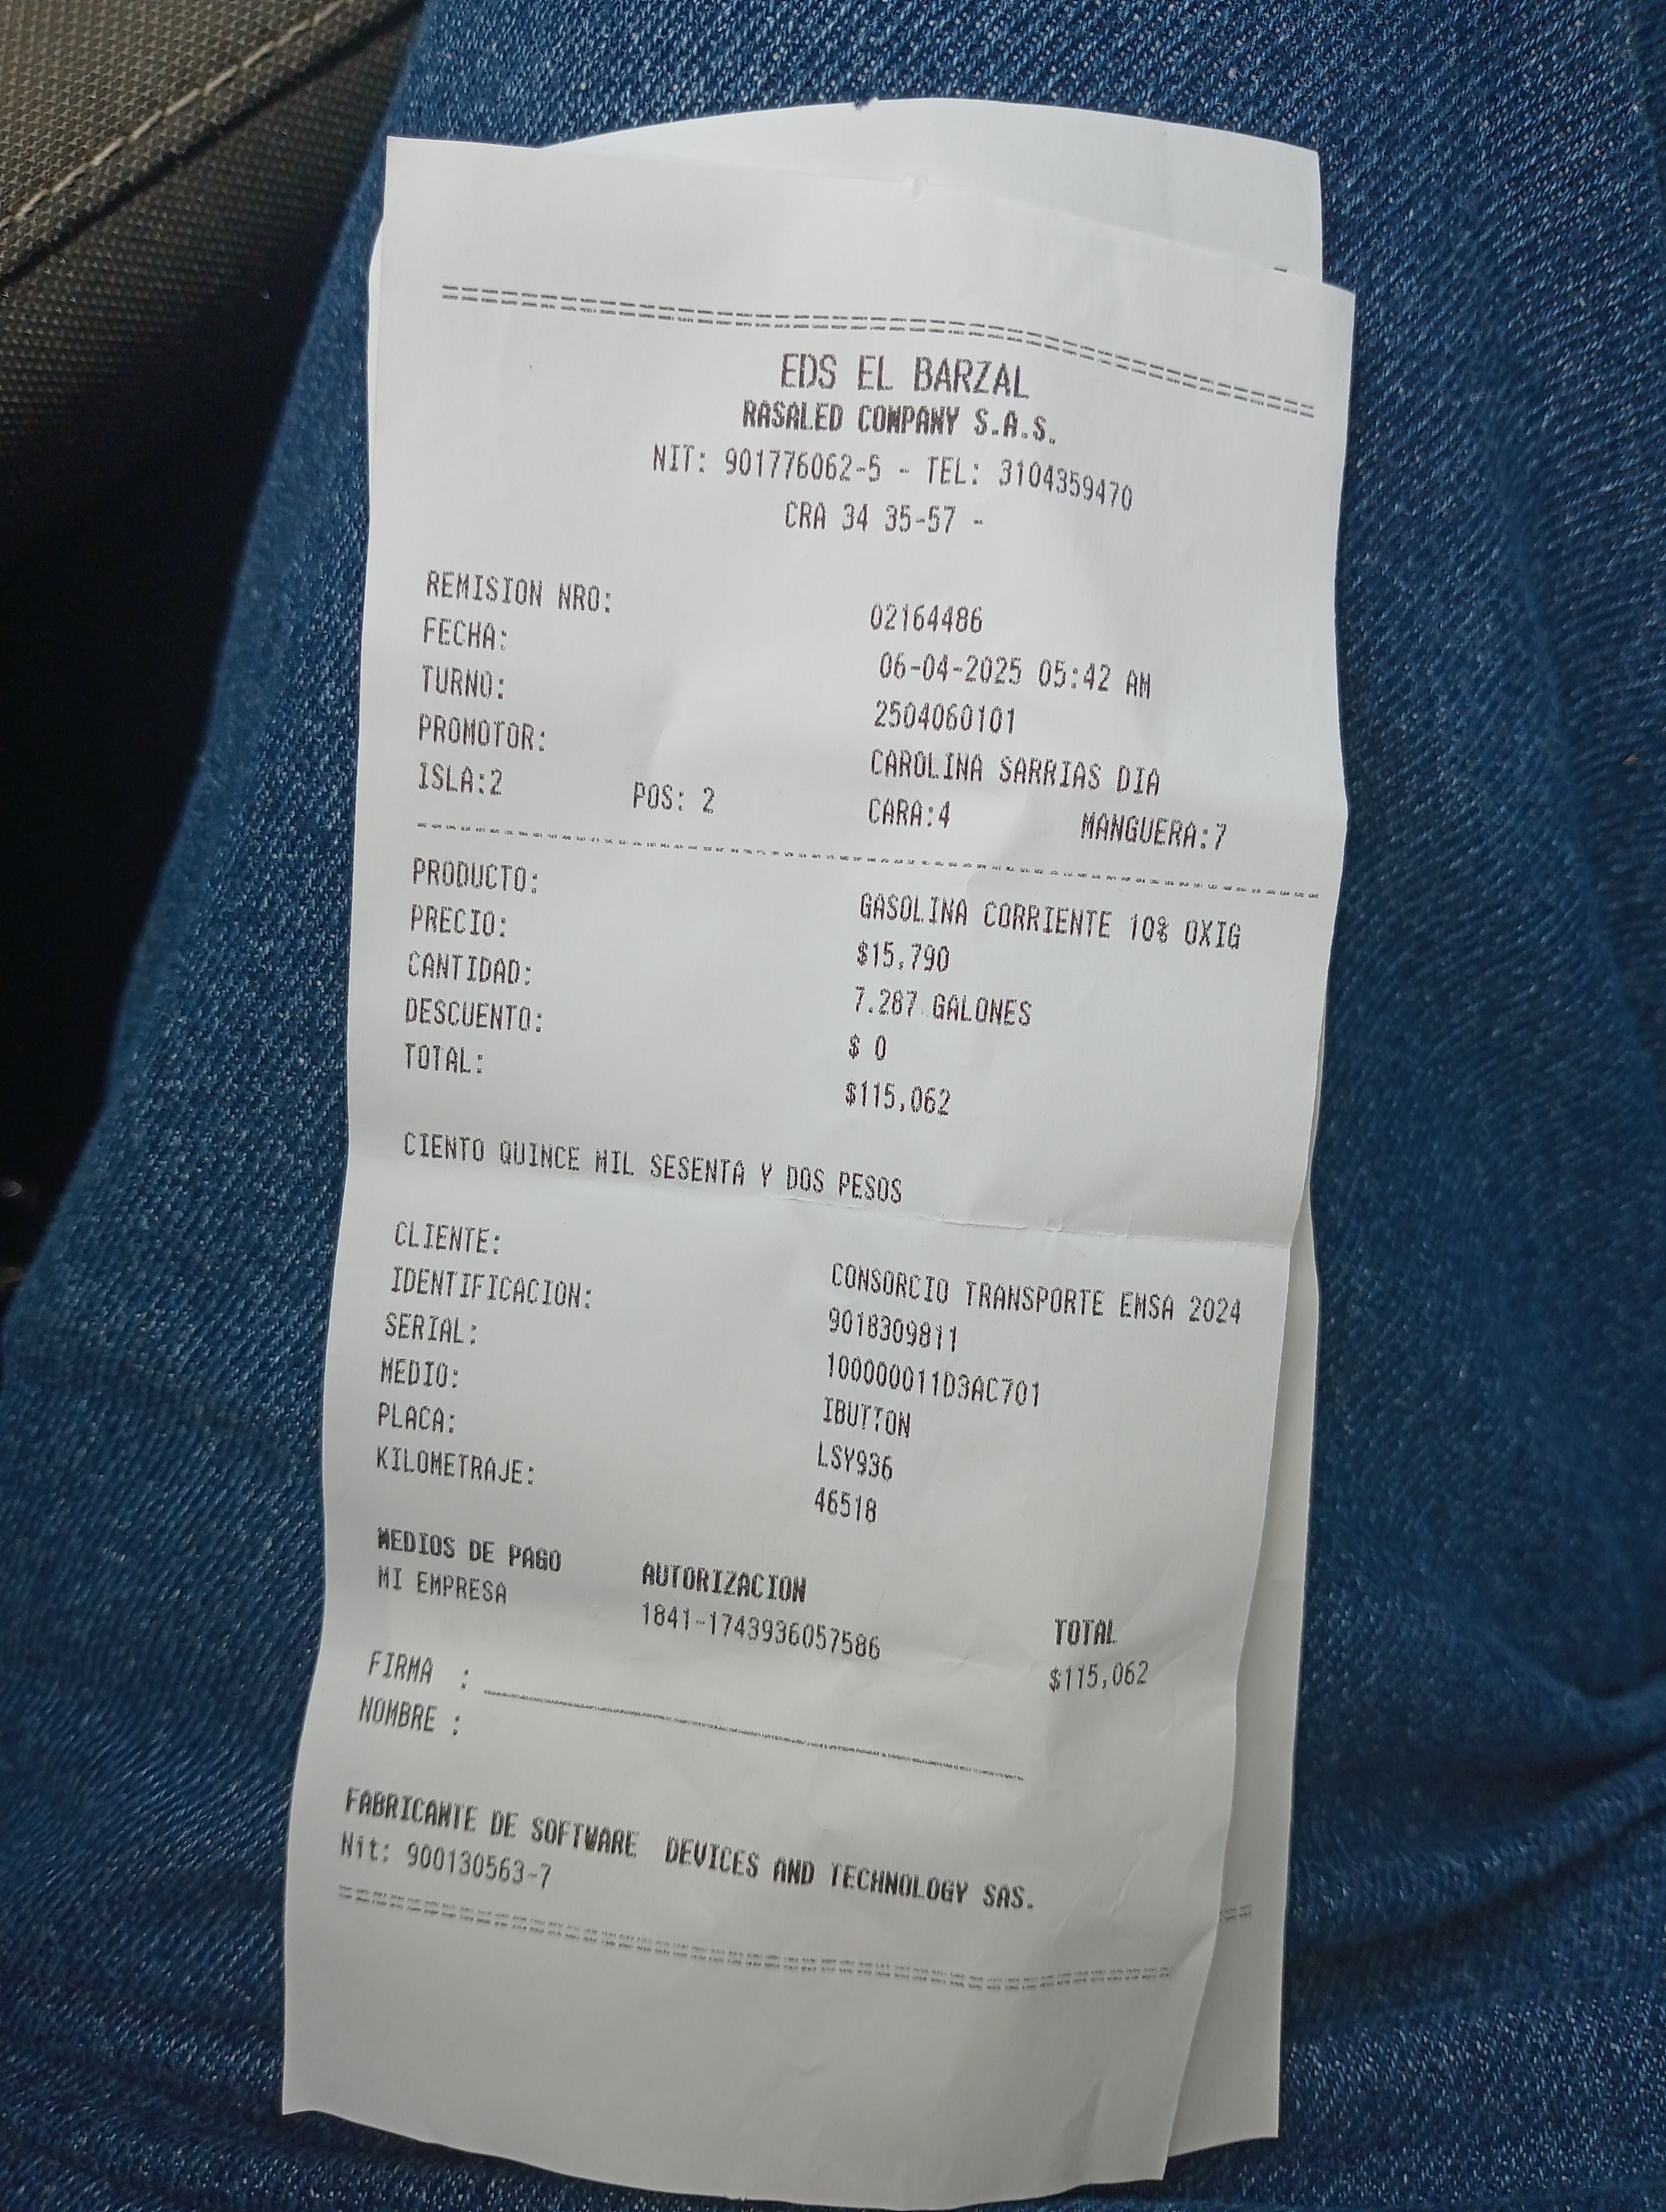 EDS EL BARZAL
RASALED COMPANY S.A.S.
NIT: 901776062-5 - TEL: 3104359470
CRA 34 35-57 -
REMISION NRO: 02164486
FECHA: 06-04-2025 05:42 AM
TURNO: 2504060101
PROMOTOR: CAROLINA SARRIAS DIA
ISLA:2 POS: 2 CARA:4 MANGUERA:7
PRODUCTO: GASOLINA CORRIENTE 10% OXIG
PRECIO: $15,790
CANTIDAD: 7.287 GALONES
DESCUENTO: $ 0
TOTAL: $115,062
CIENTO QUINCE MIL SESENTA Y DOS PESOS
CLIENTE: CONSORCIO TRANSPORTE EMSA 2024
IDENTIFICACION: 9018309811
SERIAL: 100000011D3AC701
MEDIO: IBUTTON
PLACA: LSY936
KILOMETRAJE: 46518
MEDIOS DE PAGO AUTORIZACION TOTAL
MI EMPRESA 1841-1743936057586 $115,062
FIRMA :
NOMBRE :
FABRICANTE DE SOFTWARE DEVICES AND TECHNOLOGY SAS.
Nit: 900130563-7